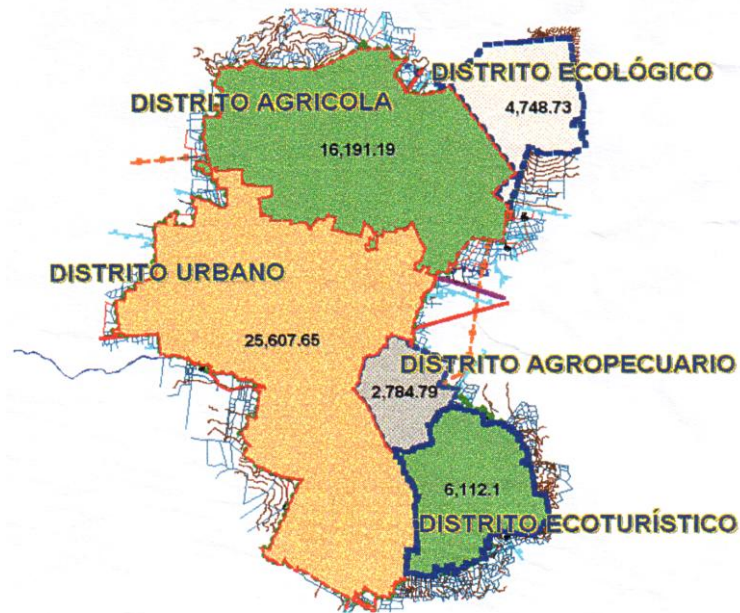 DISTRITO ECOLÓGICO
4,748.73
DISTRITO AGRICOLA
16,191.19
DISTRITO URBANO
25,607.65
DISTRITO AGROPECUARIO
2,784.79
6,112.1
DISTRITO ECOTURÍSTICO